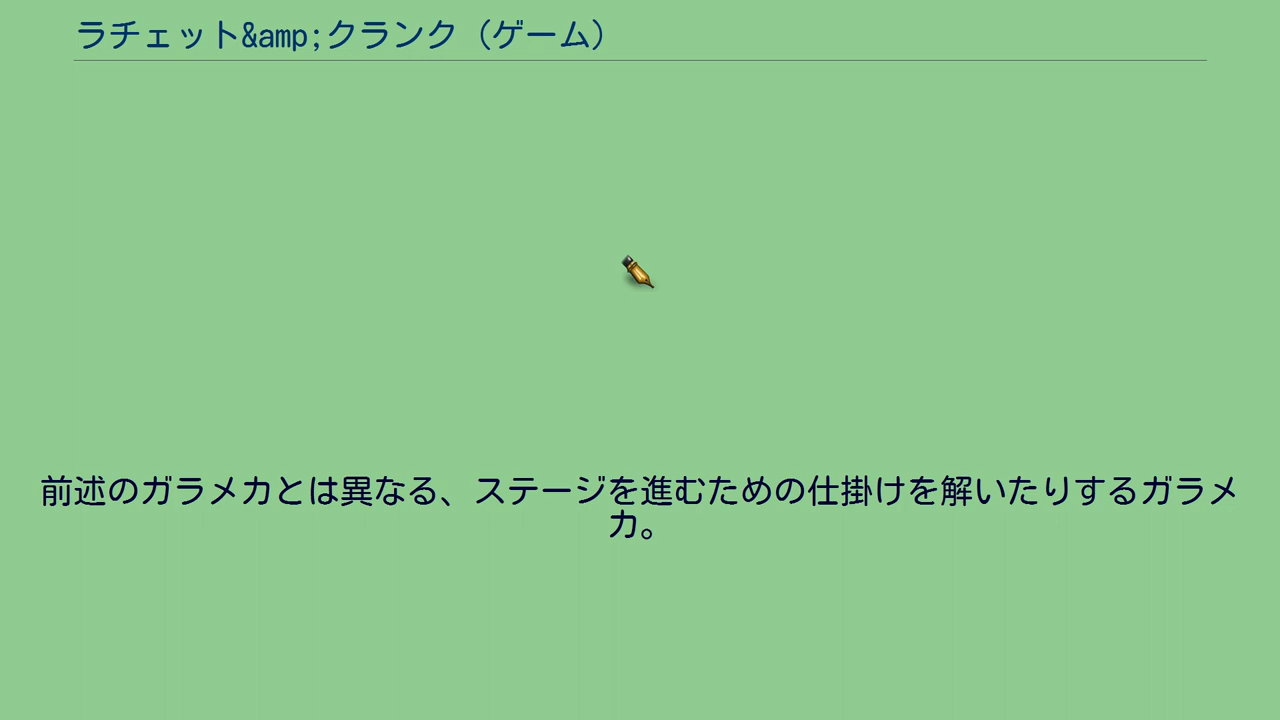 ラチェット&amp;クランク（ゲーム）
前述のガラメカとは異なる、ステージを進むための仕掛けを解いたりするガラメ
カ。